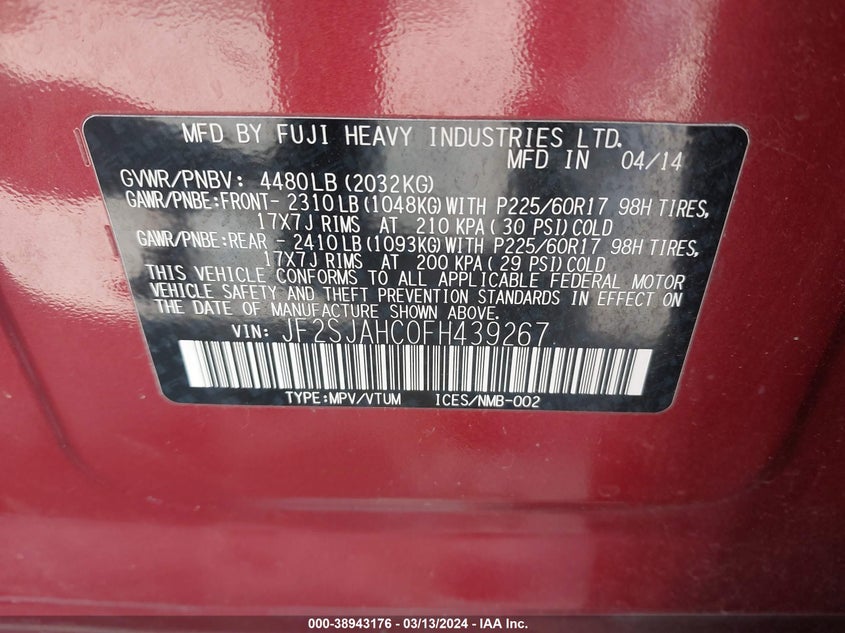 MFD BY FUJI HEAVY INDUSTRIES LTD.
MFD IN 04/14
GVWR/PNBV: 4480LB(2032KG)
GAWR/PNBE:FRONT- 2310LB(1048KG)WITH P225/60R17 98H TIRES,
17X7J RIMS AT 210 KPA( 30 PSI)COLD
GAWR/PNBE:REAR - 2410LB(1093KG)WITH P225/60R17 98H TIRES,
17X7J RIMS AT 200 KPA( 29 PSI)COLD
THIS VEHICLE CONFORMS TO ALL APPLICABLE FEDERAL MOTOR
VEHICLE SAFETY AND THEFT PREVENTION STANDARDS IN EFFECT ON
THE DATE OF MANUFACTURE SHOWN ABOVE.
VIN: JF2SJAHC0FH439267
TYPE:MPV/VTUM ICES/NMB-002
000-38943176 - 03/13/2024 - IAA Inc.